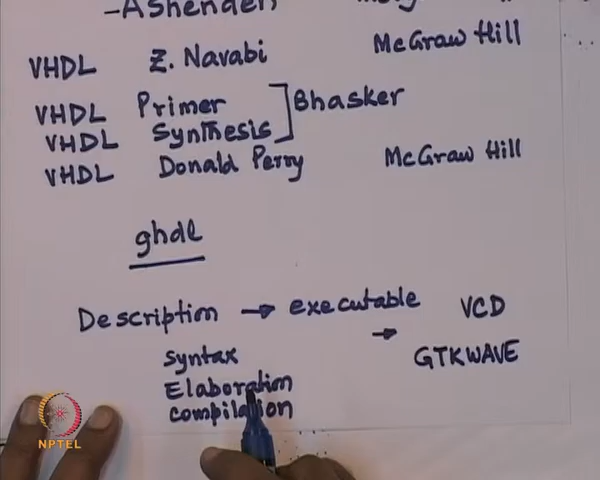 -Ashenden
VHDL Z. Navabi McGraw Hill
VHDL Primer
VHDL Synthesis Bhasker
VHDL Donald Perry McGraw Hill
ghdl
Description → executable VCD
→ GTKWAVE
Syntax
Elaboration
Compilation
NPTEL